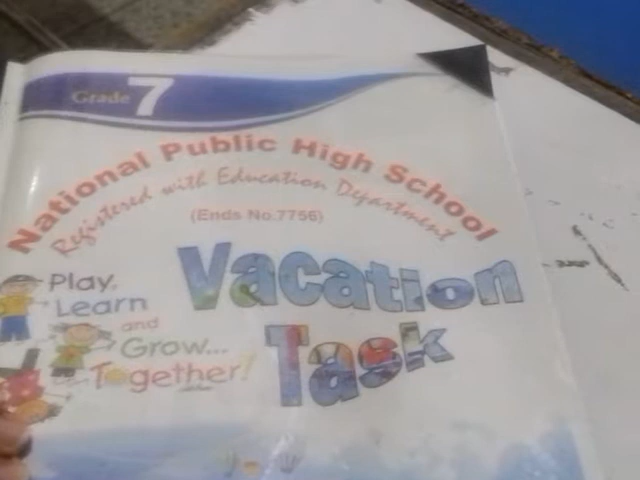 Grade 7
National Public High School
Registered with Education Department
(Ends No.7756)
Vacation
Task
Play,
Learn
and
Grow...
Together!